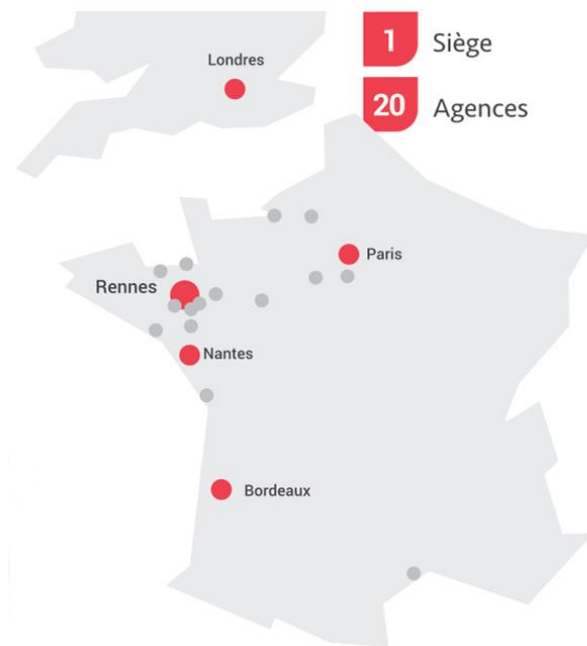 1 Siège
20 Agences
Londres
Paris
Rennes
Nantes
Bordeaux